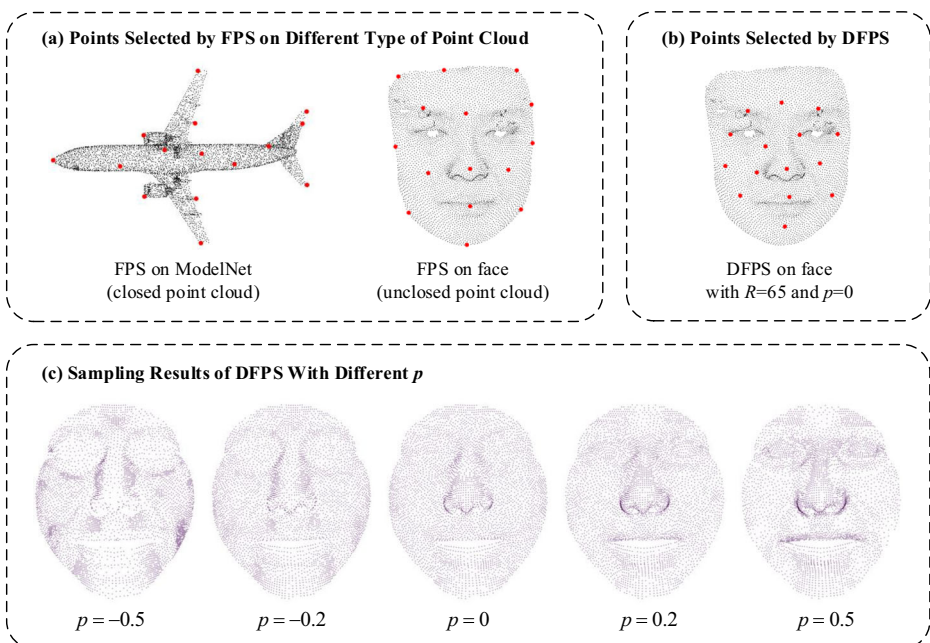 (a) Points Selected by FPS on Different Type of Point Cloud
FPS on ModelNet
(closed point cloud)
FPS on face
(unclosed point cloud)
(b) Points Selected by DFPS
DFPS on face
with R=65 and p=0
(c) Sampling Results of DFPS With Different p
p = −0.5
p = −0.2
p = 0
p = 0.2
p = 0.5